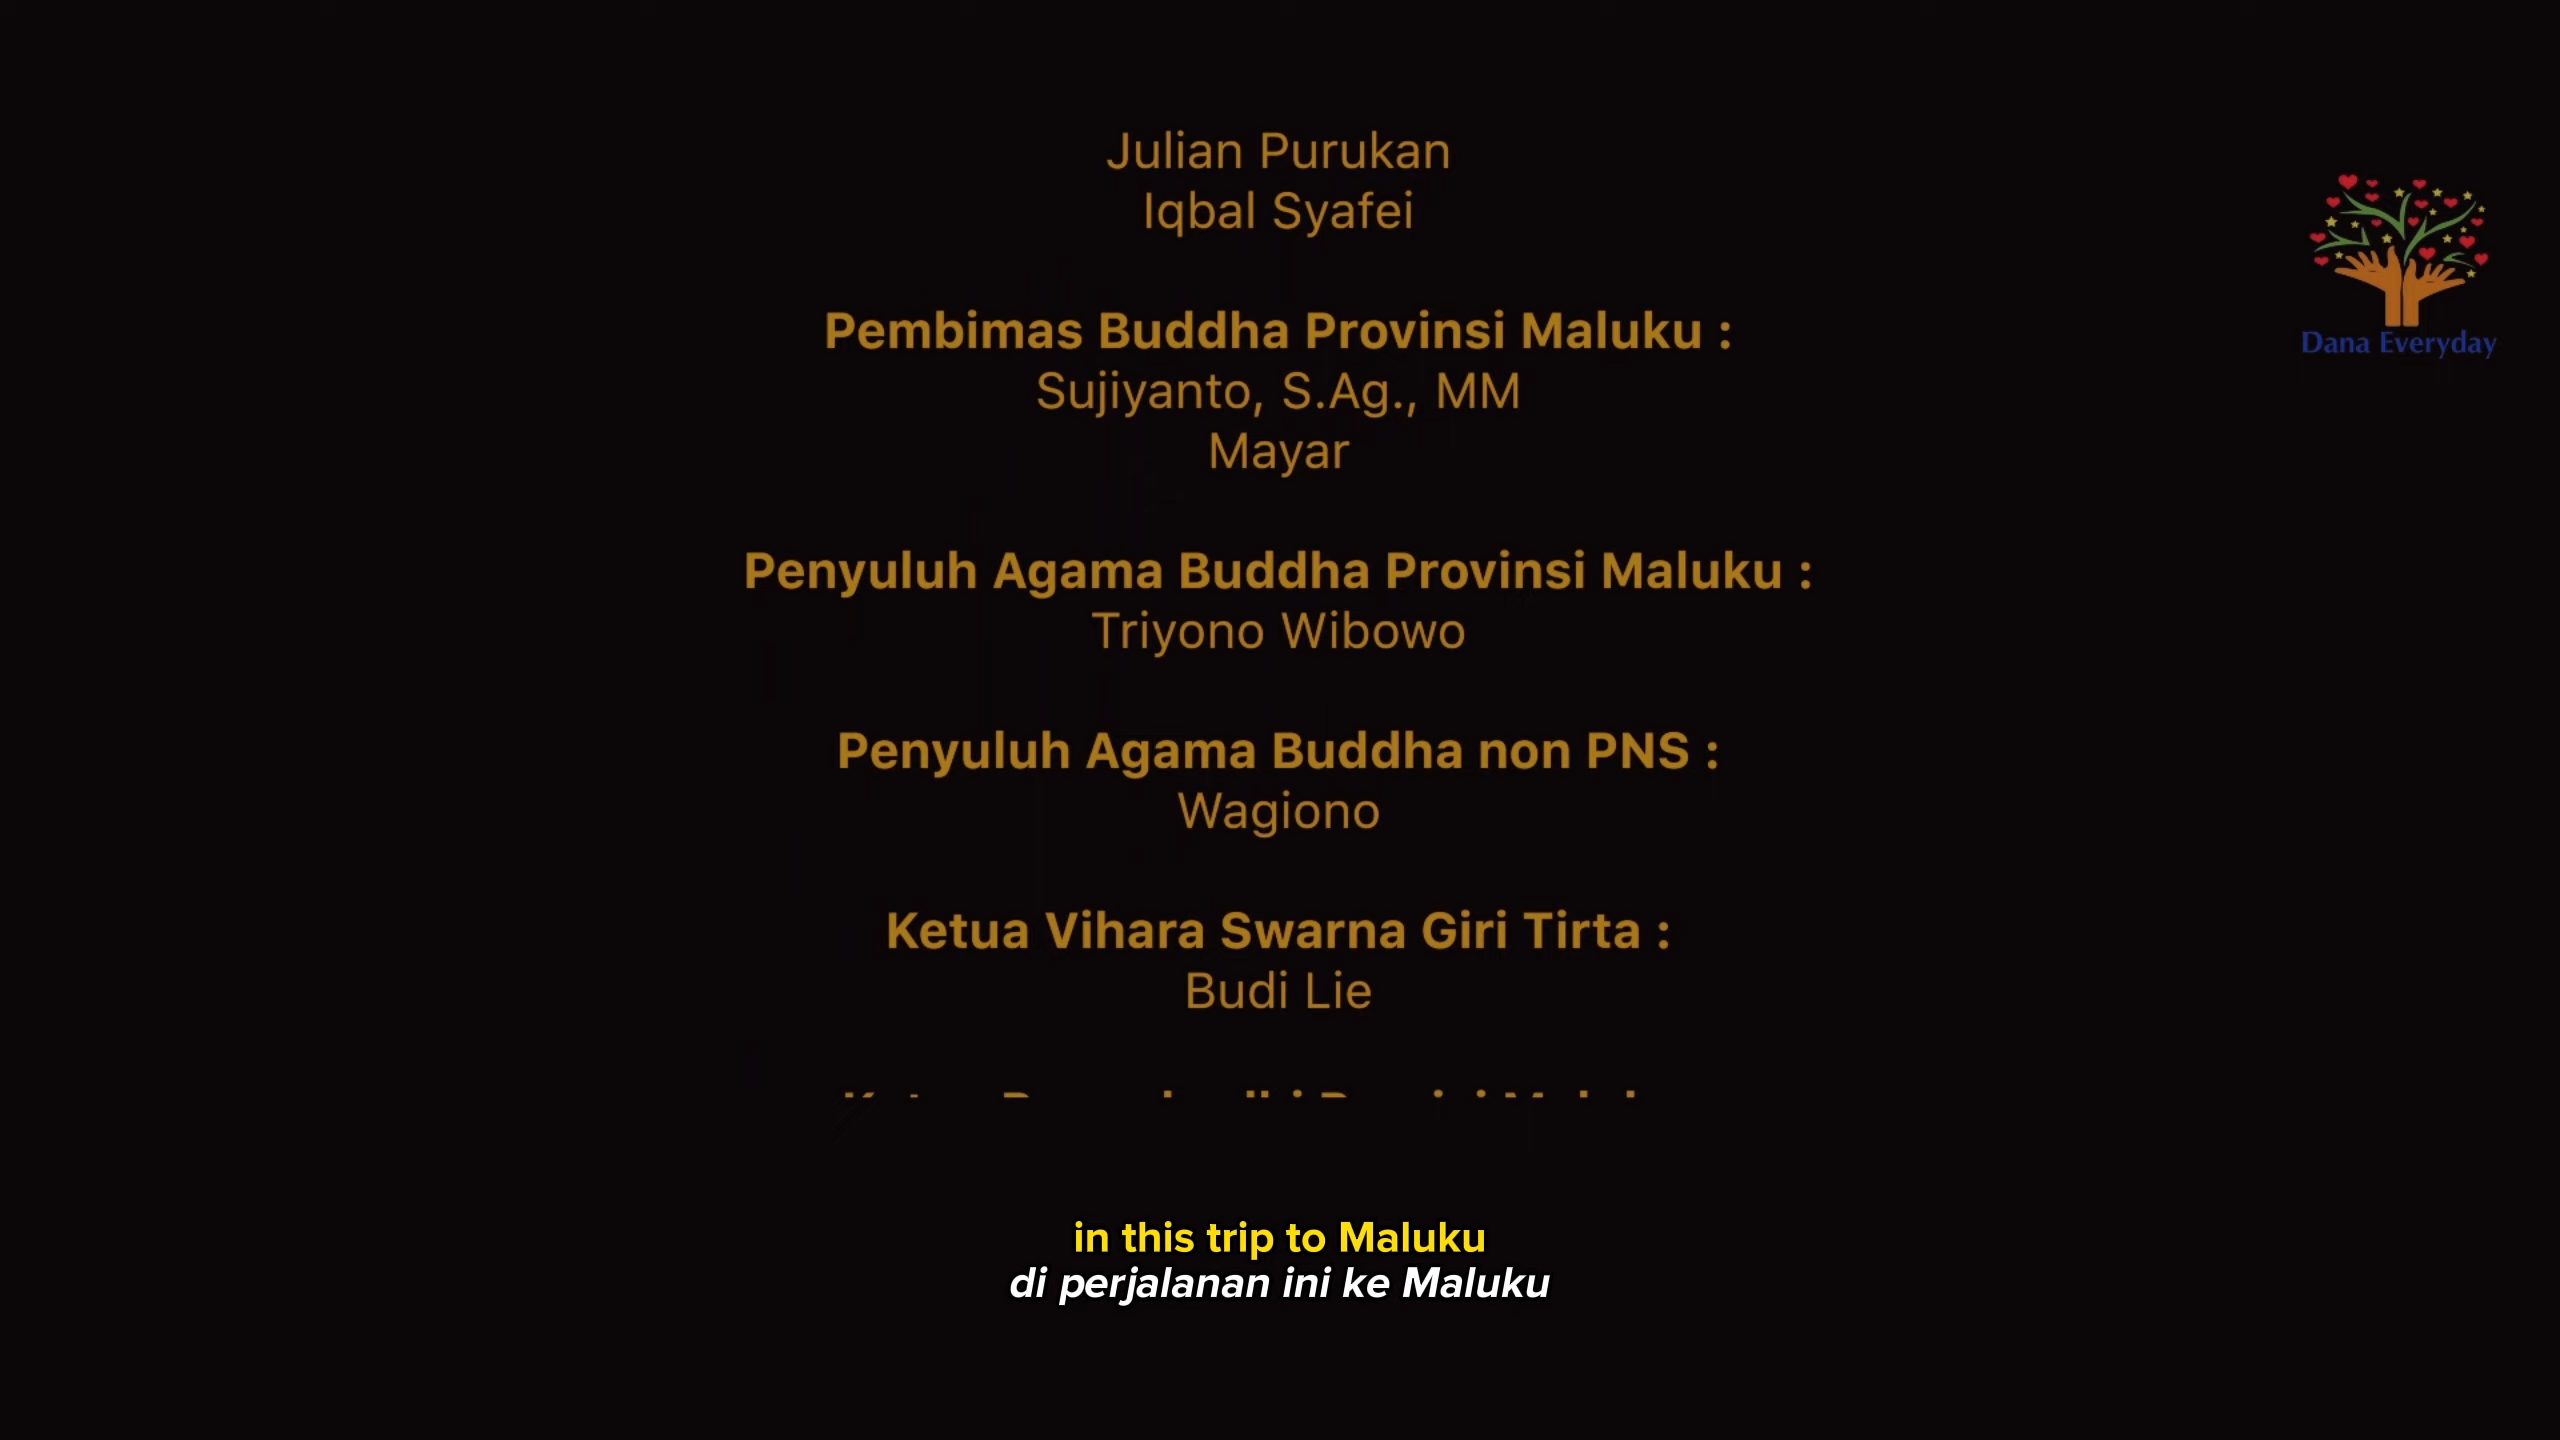 Julian Purukan
Iqbal Syafei
Pembimas Buddha Provinsi Maluku :
Sujiyanto, S.Ag., MM
Mayar
Penyuluh Agama Buddha Provinsi Maluku :
Triyono Wibowo
Penyuluh Agama Buddha non PNS :
Wagiono
Ketua Vihara Swarna Giri Tirta :
Budi Lie
Dana Everyday
in this trip to Maluku
di perjalanan ini ke Maluku